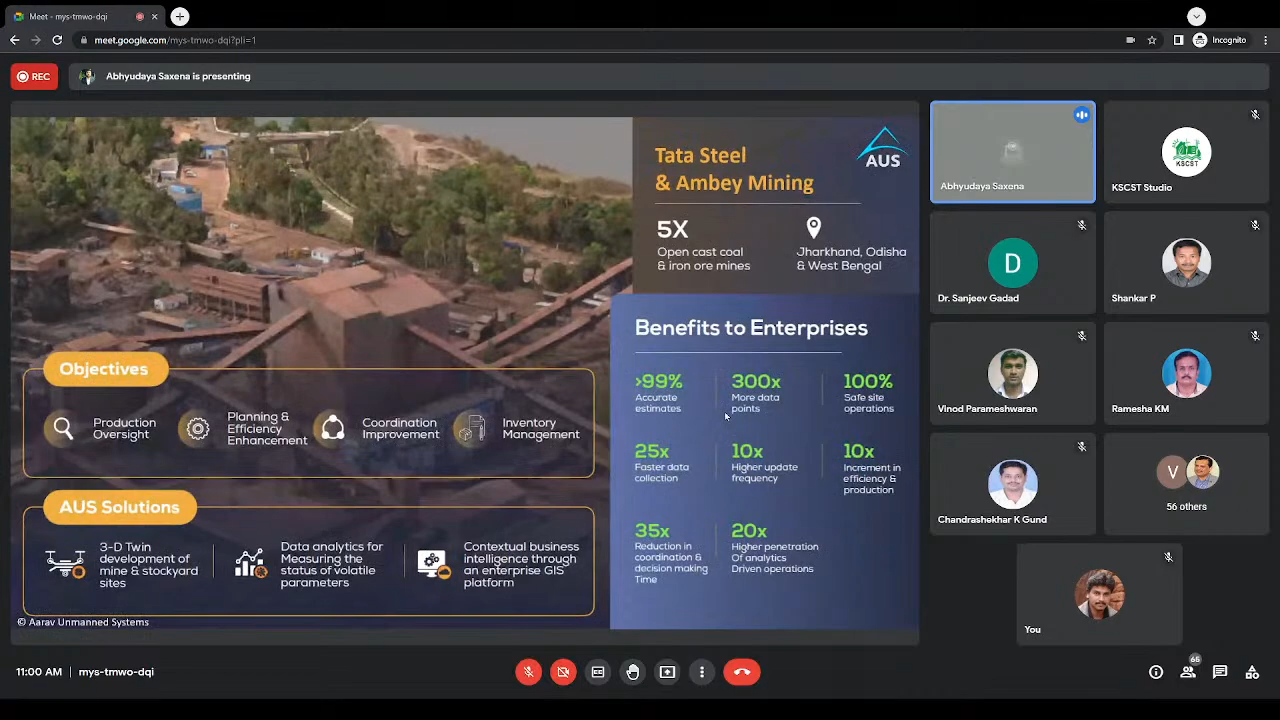 Meet - mys-tmwo-dqi
meet.google.com/mys-tmwo-dqi?pli=1
Incognito
REC
Abhyudaya Saxena is presenting
Tata Steel
& Ambey Mining
AUS
5X
Open cast coal
& iron ore mines
Jharkhand, Odisha
& West Bengal
Benefits to Enterprises
>99%
Accurate
estimates
300x
More data
points
100%
Safe site
operations
25x
Faster data
collection
10x
Higher update
frequency
10x
Increment in
efficiency &
production
35x
Reduction in
coordination &
decision making
Time
20x
Higher penetration
Of analytics
Driven operations
Objectives
Production
Oversight
Planning &
Efficiency
Enhancement
Coordination
Improvement
Inventory
Management
AUS Solutions
3-D Twin
development of
mine & stockyard
sites
Data analytics for
Measuring the
status of volatile
parameters
Contextual business
intelligence through
an enterprise GIS
platform
© Aarav Unmanned Systems
Abhyudaya Saxena
KSCST
KSCST Studio
D
Dr. Sanjeev Gadad
Shankar P
Vinod Parameshwaran
Ramesha KM
Chandrashekhar K Gund
V
56 others
You
11:00 AM
mys-tmwo-dqi
65